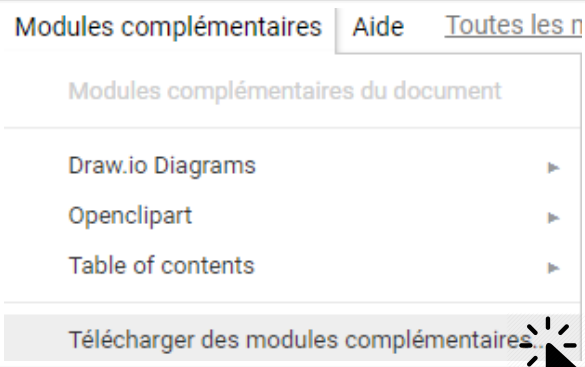 Modules complémentaires Aide Toutes les
Modules complémentaires du document
Draw.io Diagrams
Openclipart
Table of contents
Télécharger des modules complémentaires...